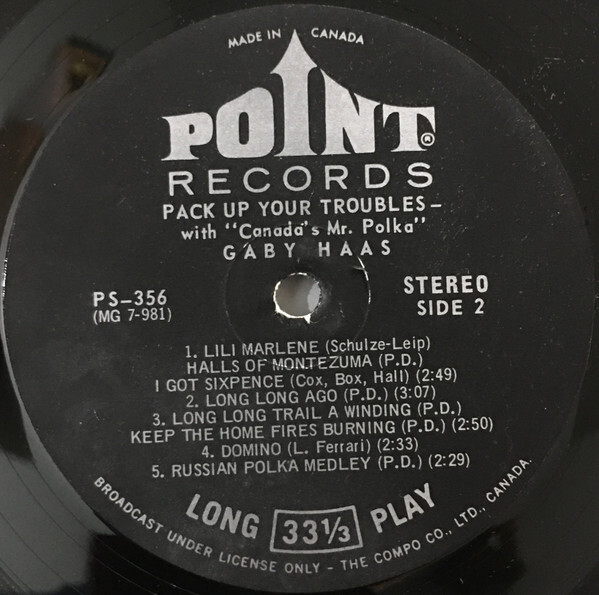 MADE IN CANADA
POINT®
RECORDS
PACK UP YOUR TROUBLES–
with "Canada's Mr. Polka"
GABY HAAS
PS–356
(MG 7-981)
STEREO
SIDE 2
1. LILI MARLENE (Schulze-Leip)
HALLS OF MONTEZUMA (P.D.)
I GOT SIXPENCE (Cox, Box, Hall) (2:49)
2. LONG LONG AGO (P.D.) (3:07)
3. LONG LONG TRAIL A WINDING (P.D.)
KEEP THE HOME FIRES BURNING (P.D.) (2:50)
4. DOMINO (L. Ferrari) (2:33)
5. RUSSIAN POLKA MEDLEY (P.D.) (2:29)
LONG 33⅓ PLAY
BROADCAST UNDER LICENSE ONLY – THE COMPO CO., LTD., CANADA.